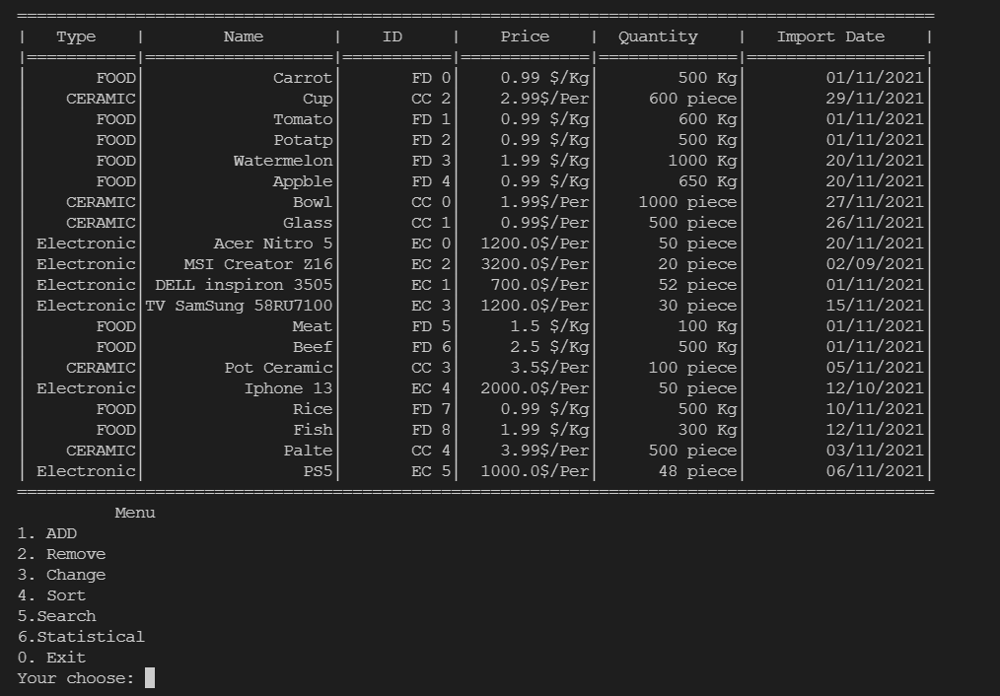 ==============================================================================================
|   Type    |        Name        |    ID     |    Price    |  Quantity    |   Import Date    |
|===========|===================|===========|=============|==============|==================|
|       FOOD|             Carrot|       FD 0|    0.99 $/Kg|        500 Kg|        01/11/2021|
|    CERAMIC|                Cup|       CC 2|   2.99$/Per|     600 piece|        29/11/2021|
|       FOOD|             Tomato|       FD 1|    0.99 $/Kg|        600 Kg|        01/11/2021|
|       FOOD|             Potatp|       FD 2|    0.99 $/Kg|        500 Kg|        01/11/2021|
|       FOOD|         Watermelon|       FD 3|    1.99 $/Kg|       1000 Kg|        20/11/2021|
|       FOOD|             Appble|       FD 4|    0.99 $/Kg|        650 Kg|        20/11/2021|
|    CERAMIC|               Bowl|       CC 0|    1.99$/Per|    1000 piece|        27/11/2021|
|    CERAMIC|              Glass|       CC 1|    0.99$/Per|     500 piece|        26/11/2021|
| Electronic|       Acer Nitro 5|       EC 0|  1200.0$/Per|      50 piece|        20/11/2021|
| Electronic|    MSI Creator Z16|       EC 2|  3200.0$/Per|      20 piece|        02/09/2021|
| Electronic| DELL inspiron 3505|       EC 1|   700.0$/Per|      52 piece|        01/11/2021|
| Electronic|TV SamSung 58RU7100|       EC 3|  1200.0$/Per|      30 piece|        15/11/2021|
|       FOOD|               Meat|       FD 5|     1.5 $/Kg|        100 Kg|        01/11/2021|
|       FOOD|               Beef|       FD 6|     2.5 $/Kg|        500 Kg|        01/11/2021|
|    CERAMIC|        Pot Ceramic|       CC 3|     3.5$/Per|     100 piece|        05/11/2021|
| Electronic|          Iphone 13|       EC 4|  2000.0$/Per|      50 piece|        12/10/2021|
|       FOOD|               Rice|       FD 7|    0.99 $/Kg|        500 Kg|        10/11/2021|
|       FOOD|               Fish|       FD 8|    1.99 $/Kg|        300 Kg|        12/11/2021|
|    CERAMIC|              Palte|       CC 4|    3.99$/Per|     500 piece|        03/11/2021|
| Electronic|                PS5|       EC 5|  1000.0$/Per|      48 piece|        06/11/2021|
==============================================================================================
Menu
1. ADD
2. Remove
3. Change
4. Sort
5.Search
6.Statistical
0. Exit
Your choose: